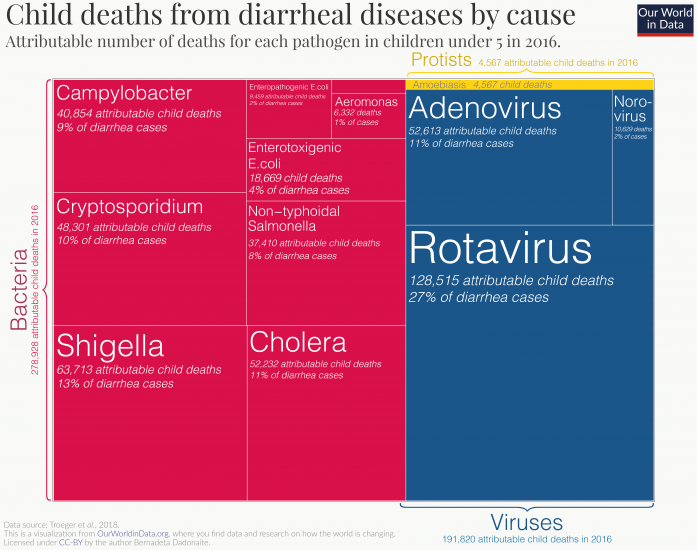 Child deaths from diarrheal diseases by cause
Attributable number of deaths for each pathogen in children under 5 in 2016.
Our World
in Data
Protists 4,567 attributable child deaths in 2016
Bacteria
278,928 attributable child deaths in 2016
Campylobacter
40,854 attributable child deaths
9% of diarrhea cases
Enteropathogenic E.coli
9,459 attributable child deaths
2% of diarrhea cases
Aeromonas
6,332 deaths
1% of cases
Enterotoxigenic
E.coli
18,669 child deaths
4% of diarrhea cases
Cryptosporidium
48,301 attributable child deaths
10% of diarrhea cases
Non-typhoidal
Salmonella
37,410 attributable child deaths
8% of diarrhea cases
Shigella
63,713 attributable child deaths
13% of diarrhea cases
Cholera
52,232 attributable child deaths
11% of diarrhea cases
Amoebiasis 4,567 child deaths
Adenovirus
52,613 attributable child deaths
11% of diarrhea cases
Noro-
virus
10,629 deaths
2% of cases
Rotavirus
128,515 attributable child deaths
27% of diarrhea cases
Viruses
191,820 attributable child deaths in 2016
Data source: Troeger et al., 2018.
This is a visualization from OurWorldinData.org, where you find data and research on how the world is changing.
Licensed under CC-BY by the author Bernadeta Dadonaite.